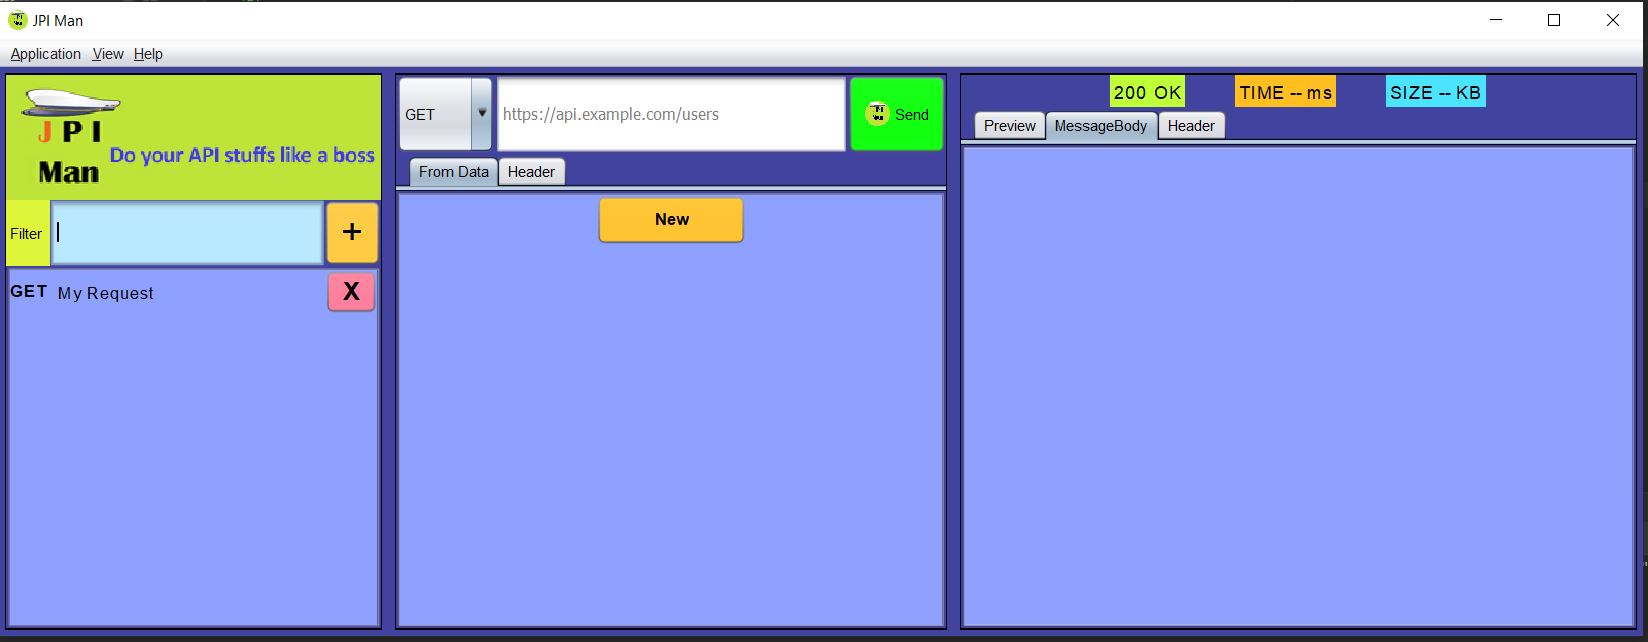 JPI Man
Application View Help
J P I
Man
Do your API stuffs like a boss
Filter
+
GET My Request X
GET
https://api.example.com/users
Send
From Data Header
New
200 OK TIME -- ms SIZE -- KB
Preview MessageBody Header